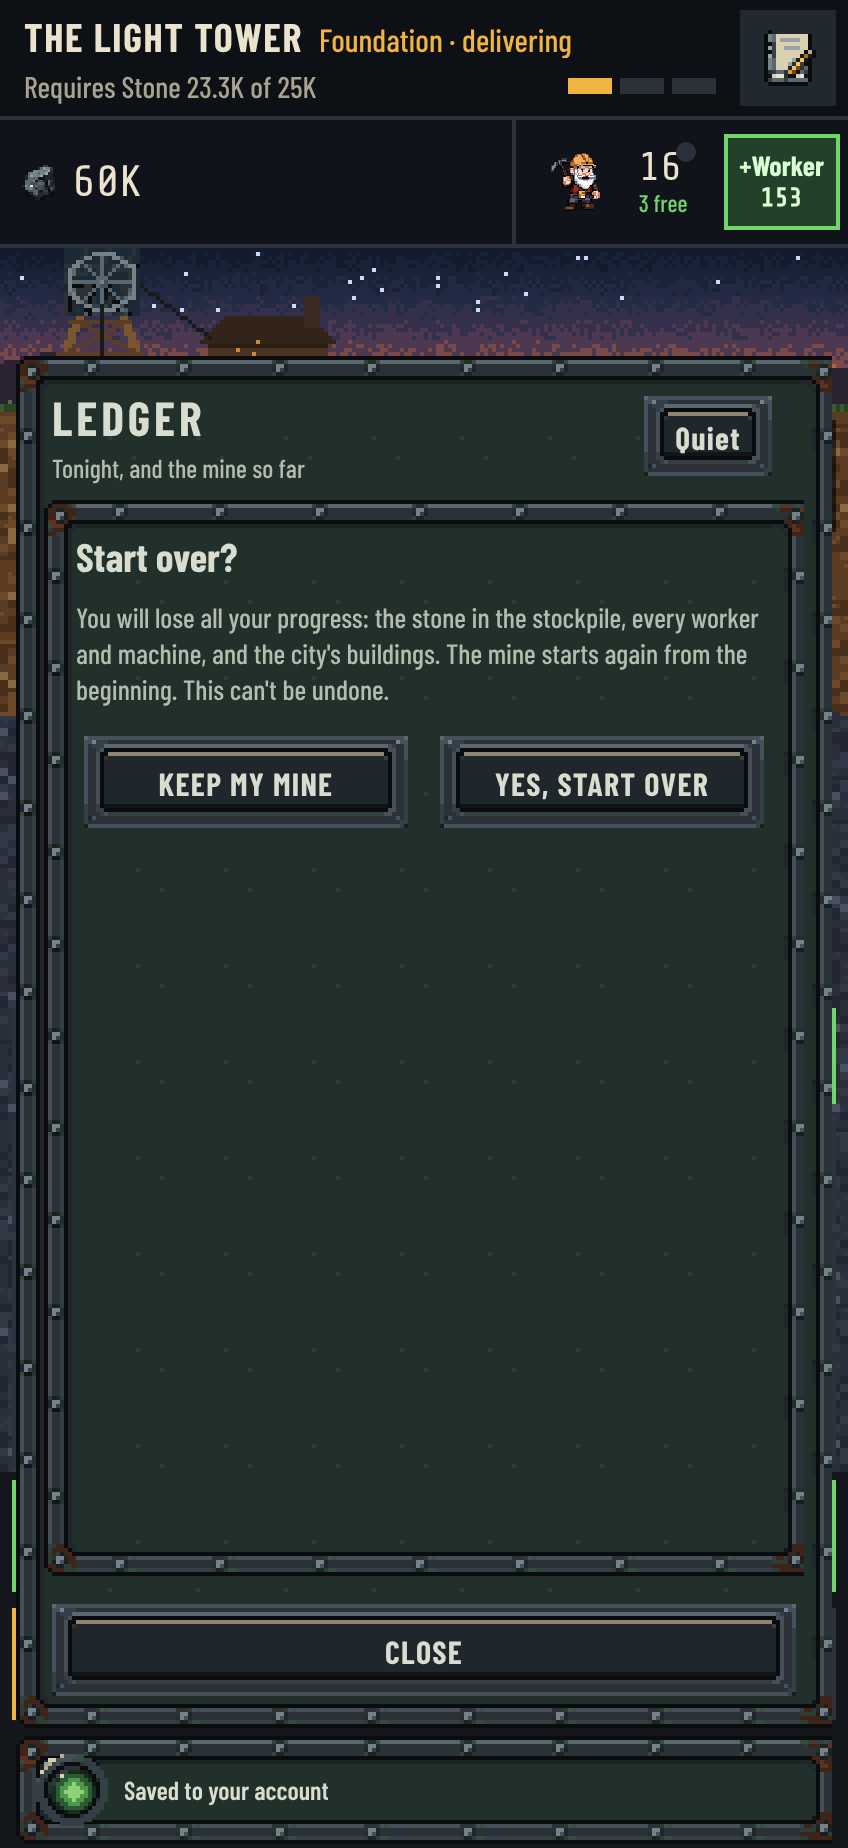 THE LIGHT TOWER Foundation · delivering
Requires Stone 23.3K of 25K
60K
16
3 free
+Worker
153
LEDGER
Tonight, and the mine so far
Quiet
Start over?
You will lose all your progress: the stone in the stockpile, every worker
and machine, and the city's buildings. The mine starts again from the
beginning. This can't be undone.
KEEP MY MINE
YES, START OVER
CLOSE
Saved to your account